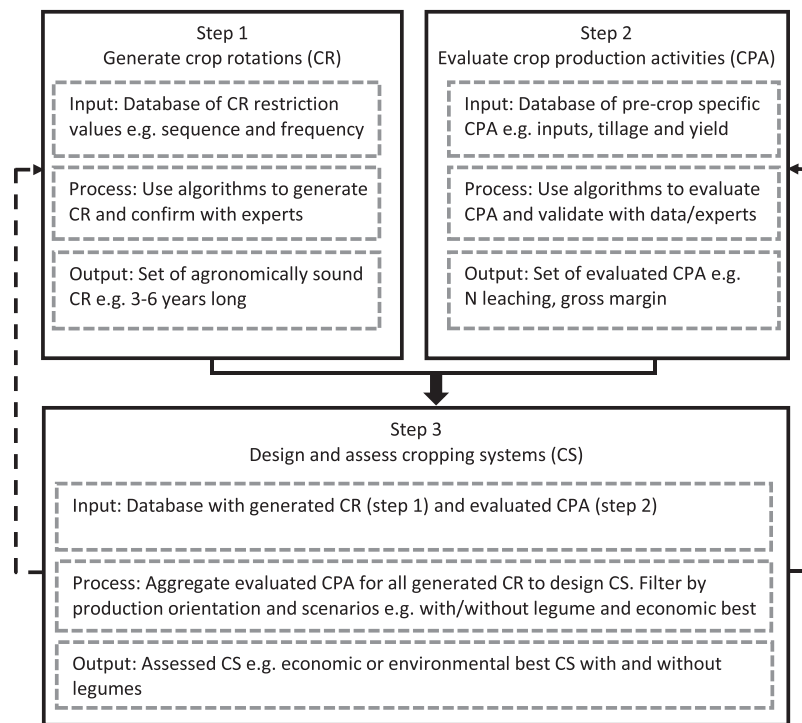 Step 1
Generate crop rotations (CR)
Input: Database of CR restriction
values e.g. sequence and frequency
Process: Use algorithms to generate
CR and confirm with experts
Output: Set of agronomically sound
CR e.g. 3-6 years long
Step 2
Evaluate crop production activities (CPA)
Input: Database of pre-crop specific
CPA e.g. inputs, tillage and yield
Process: Use algorithms to evaluate
CPA and validate with data/experts
Output: Set of evaluated CPA e.g.
N leaching, gross margin
Step 3
Design and assess cropping systems (CS)
Input: Database with generated CR (step 1) and evaluated CPA (step 2)
Process: Aggregate evaluated CPA for all generated CR to design CS. Filter by
production orientation and scenarios e.g. with/without legume and economic best
Output: Assessed CS e.g. economic or environmental best CS with and without
legumes